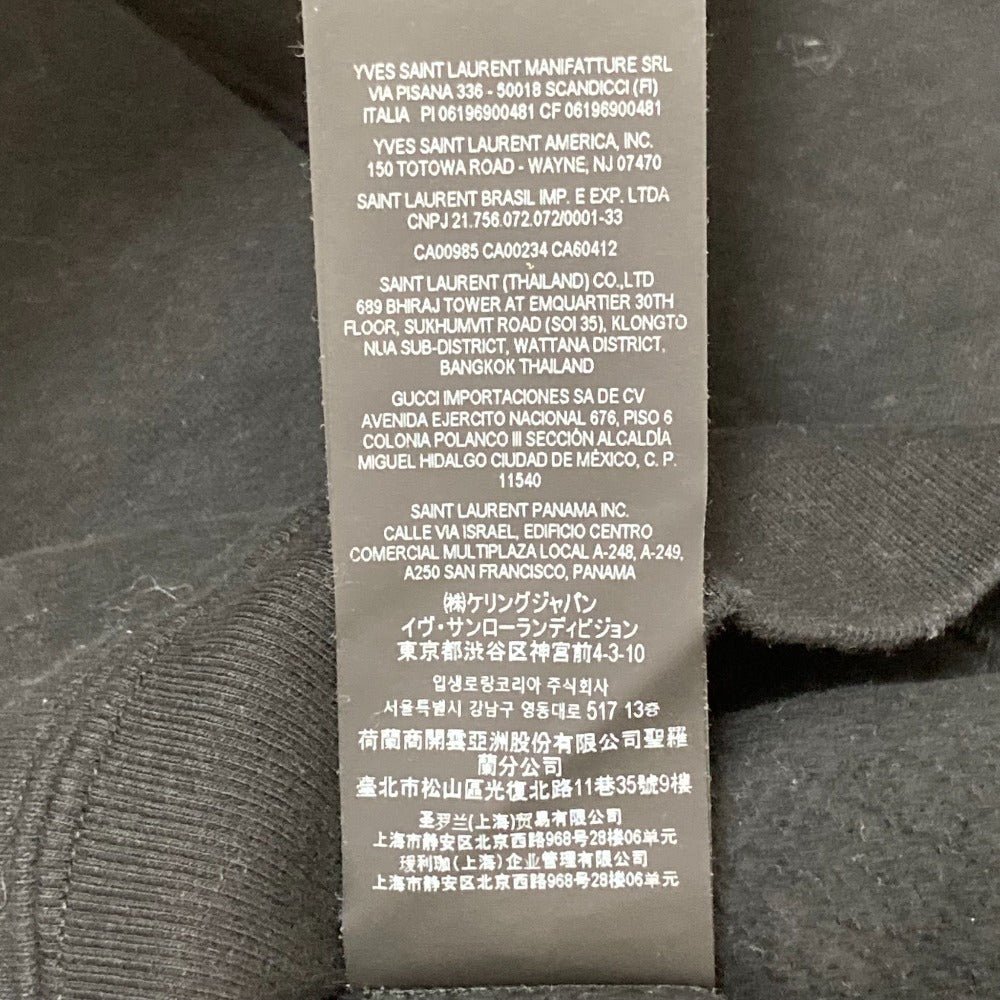 YVES SAINT LAURENT MANIFATTURE SRL
VIA PISANA 336 - 50018 SCANDICCI (FI)
ITALIA PI 06196900481 CF 06196900481
YVES SAINT LAURENT AMERICA, INC.
150 TOTOWA ROAD - WAYNE, NJ 07470
SAINT LAURENT BRASIL IMP. E EXP. LTDA
CNPJ 21.756.072.072/0001-33
CA00985 CA00234 CA60412
SAINT LAURENT (THAILAND) CO.,LTD
689 BHIRAJ TOWER AT EMQUARTIER 30TH
FLOOR, SUKHUMVIT ROAD (SOI 35), KLONGTO
NUA SUB-DISTRICT, WATTANA DISTRICT,
BANGKOK THAILAND
GUCCI IMPORTACIONES SA DE CV
AVENIDA EJERCITO NACIONAL 676, PISO 6
COLONIA POLANCO III SECCIÓN ALCALDÍA
MIGUEL HIDALGO CIUDAD DE MÉXICO, C. P.
11540
SAINT LAURENT PANAMA INC.
CALLE VIA ISRAEL, EDIFICIO CENTRO
COMERCIAL MULTIPLAZA LOCAL A-248, A-249,
A250 SAN FRANCISCO, PANAMA
㈱ケリングジャパン
イヴ・サンローランディビジョン
東京都渋谷区神宮前4-3-10
입생로랑코리아 주식회사
서울특별시 강남구 영동대로 517 13층
荷蘭商開雲亞洲股份有限公司聖羅
蘭分公司
臺北市松山區光復北路11巷35號9樓
圣罗兰(上海)贸易有限公司
上海市静安区北京西路968号28楼06单元
瑷利珈(上海)企业管理有限公司
上海市静安区北京西路968号28楼06单元